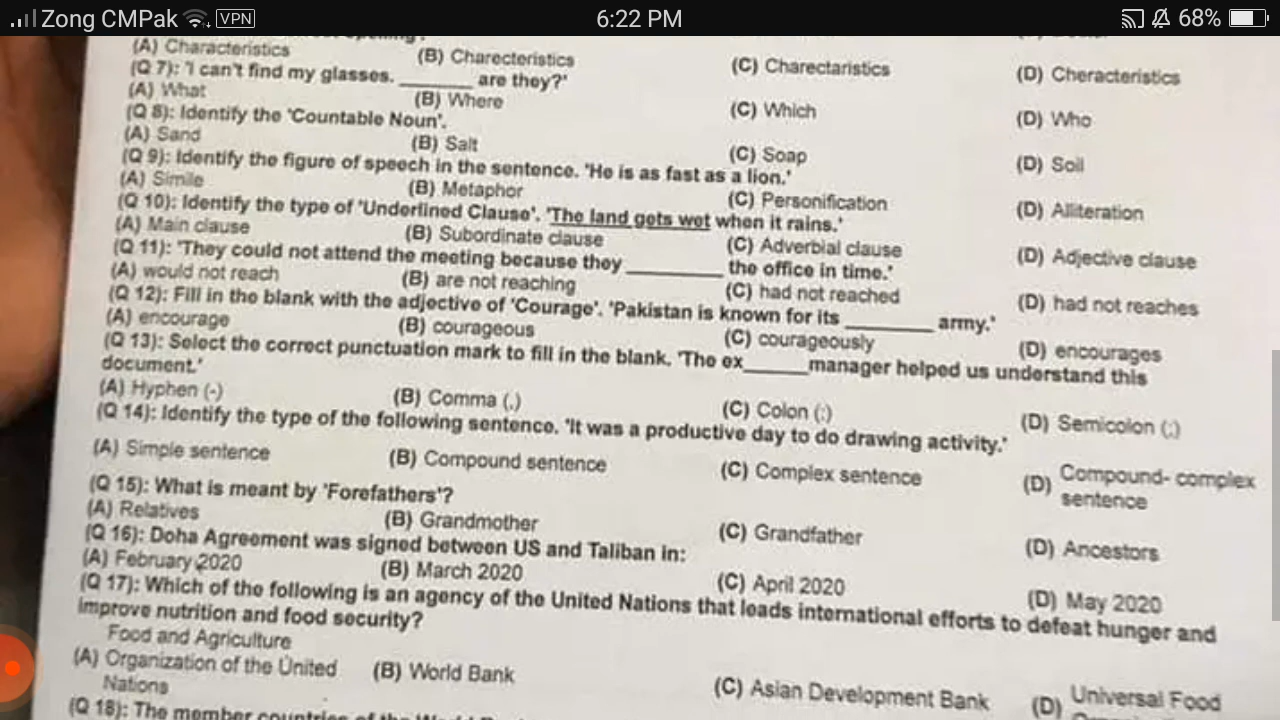 Zong CMPak VPN 6:22 PM 68%
(A) Characteristics (B) Charecteristics (C) Charectaristics (D) Cheracteristics
(Q 7): 'I can't find my glasses. ________ are they?'
(A) What (B) Where (C) Which (D) Who
(Q 8): Identify the 'Countable Noun'.
(A) Sand (B) Salt (C) Soap (D) Soil
(Q 9): Identify the figure of speech in the sentence. 'He is as fast as a lion.'
(A) Simile (B) Metaphor (C) Personification (D) Alliteration
(Q 10): Identify the type of 'Underlined Clause'. 'The land gets wet when it rains.'
(A) Main clause (B) Subordinate clause (C) Adverbial clause (D) Adjective clause
(Q 11): 'They could not attend the meeting because they ________ the office in time.'
(A) would not reach (B) are not reaching (C) had not reached (D) had not reaches
(Q 12): Fill in the blank with the adjective of 'Courage'. 'Pakistan is known for its ________ army.'
(A) encourage (B) courageous (C) courageously (D) encourages
(Q 13): Select the correct punctuation mark to fill in the blank. 'The ex______manager helped us understand this
document.'
(A) Hyphen (-) (B) Comma (,) (C) Colon (:) (D) Semicolon (;)
(Q 14): Identify the type of the following sentence. 'It was a productive day to do drawing activity.'
(A) Simple sentence (B) Compound sentence (C) Complex sentence (D) Compound- complex
sentence
(Q 15): What is meant by 'Forefathers'?
(A) Relatives (B) Grandmother (C) Grandfather (D) Ancestors
(Q 16): Doha Agreement was signed between US and Taliban in:
(A) February 2020 (B) March 2020 (C) April 2020 (D) May 2020
(Q 17): Which of the following is an agency of the United Nations that leads international efforts to defeat hunger and
improve nutrition and food security?
Food and Agriculture
(A) Organization of the United (B) World Bank (C) Asian Development Bank (D) Universal Food
Nations
(Q 18): The member countries of the World